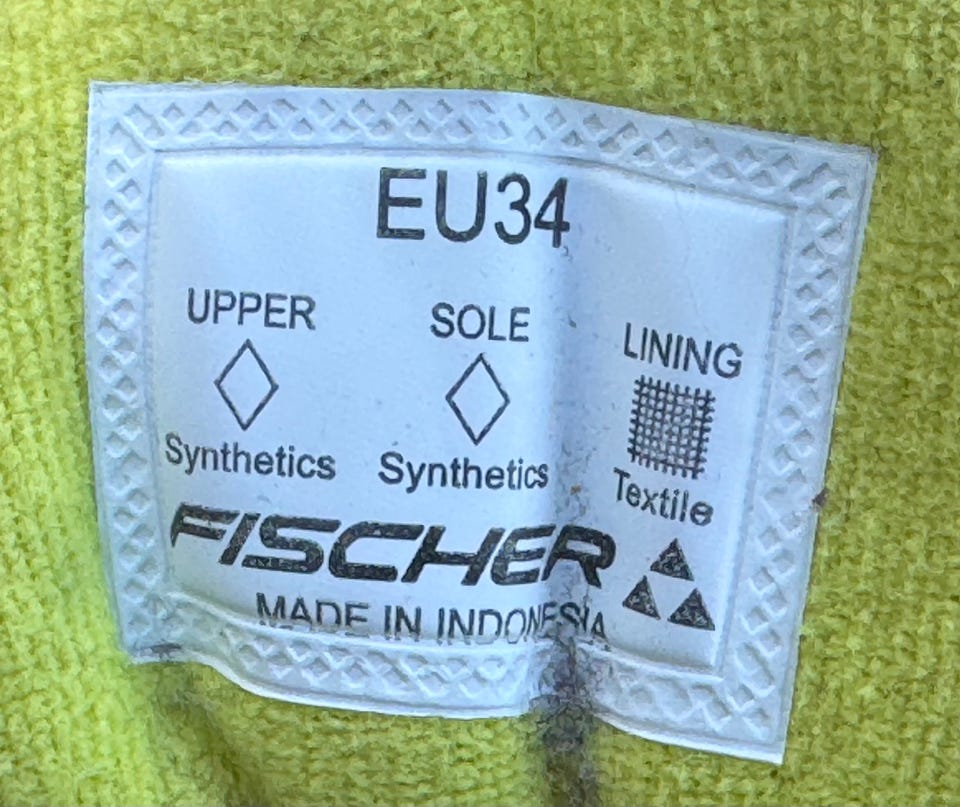 EU34
UPPER SOLE LINING
Synthetics Synthetics Textile
FISCHER
MADE IN INDONESIA